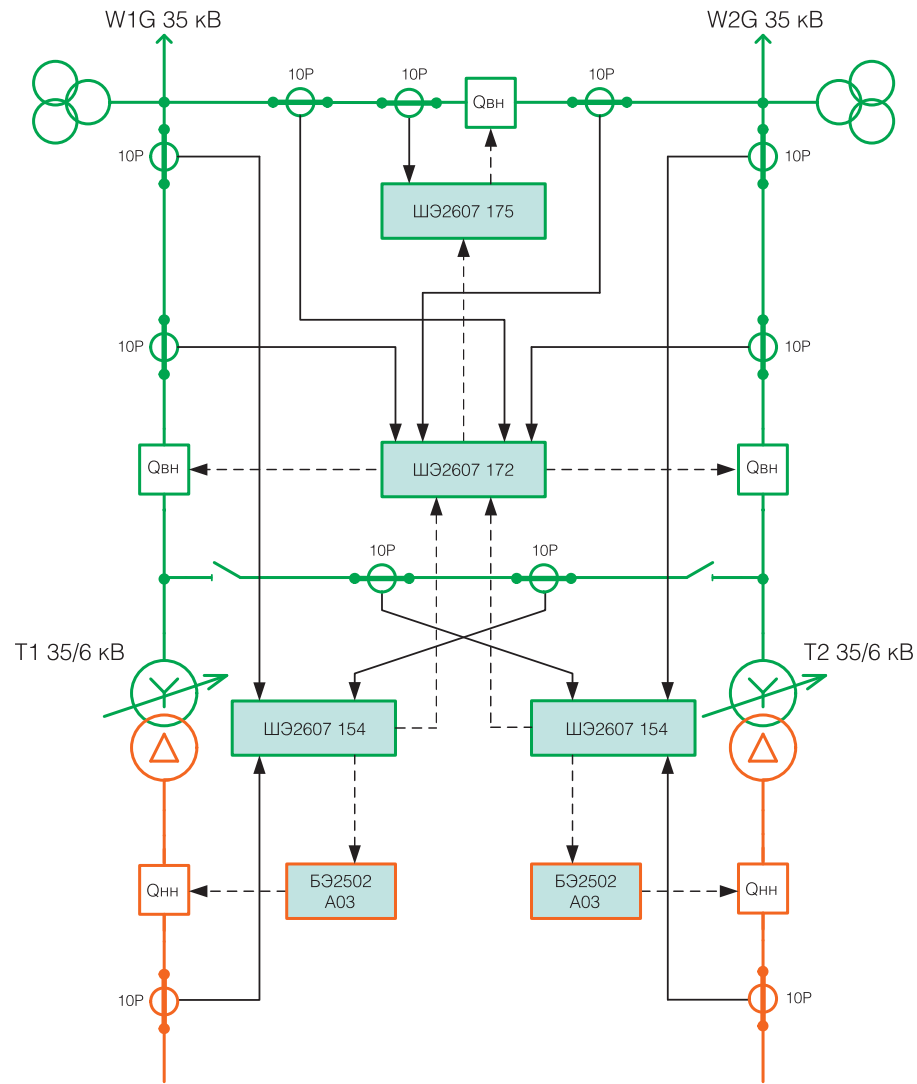 W1G 35 кВ
W2G 35 кВ
10Р
10Р
Qвн
10Р
10Р
10Р
ШЭ2607 175
10Р
10Р
Qвн
ШЭ2607 172
Qвн
10Р
10Р
Т1 35/6 кВ
Т2 35/6 кВ
ШЭ2607 154
ШЭ2607 154
Qнн
БЭ2502
А03
БЭ2502
А03
Qнн
10Р
10Р